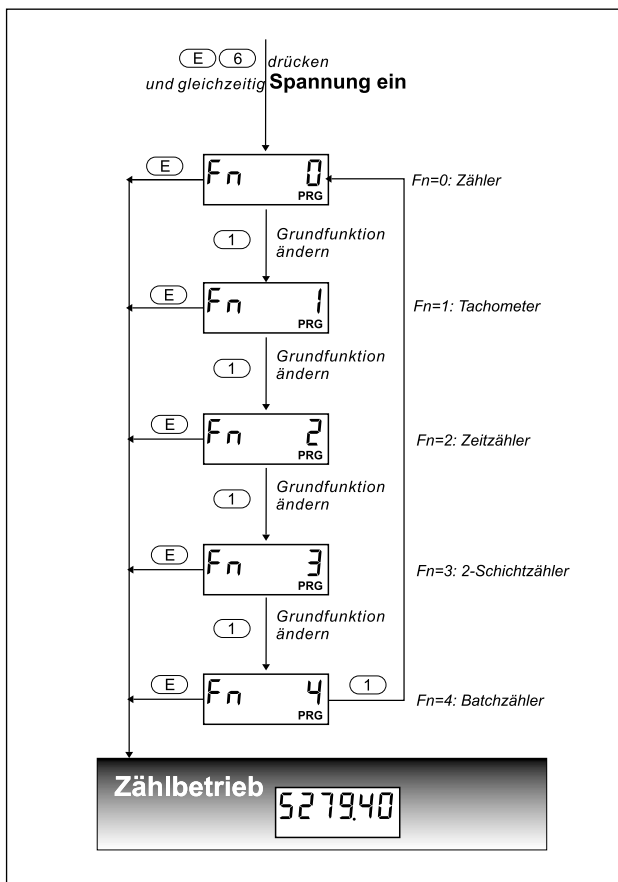 E 6 drücken
und gleichzeitig Spannung ein
E Fn 0 PRG Fn=0: Zähler
1 Grundfunktion
ändern
E Fn 1 PRG Fn=1: Tachometer
1 Grundfunktion
ändern
E Fn 2 PRG Fn=2: Zeitzähler
1 Grundfunktion
ändern
E Fn 3 PRG Fn=3: 2-Schichtzähler
1 Grundfunktion
ändern
E Fn 4 PRG 1 Fn=4: Batchzähler
Zählbetrieb
5279.40